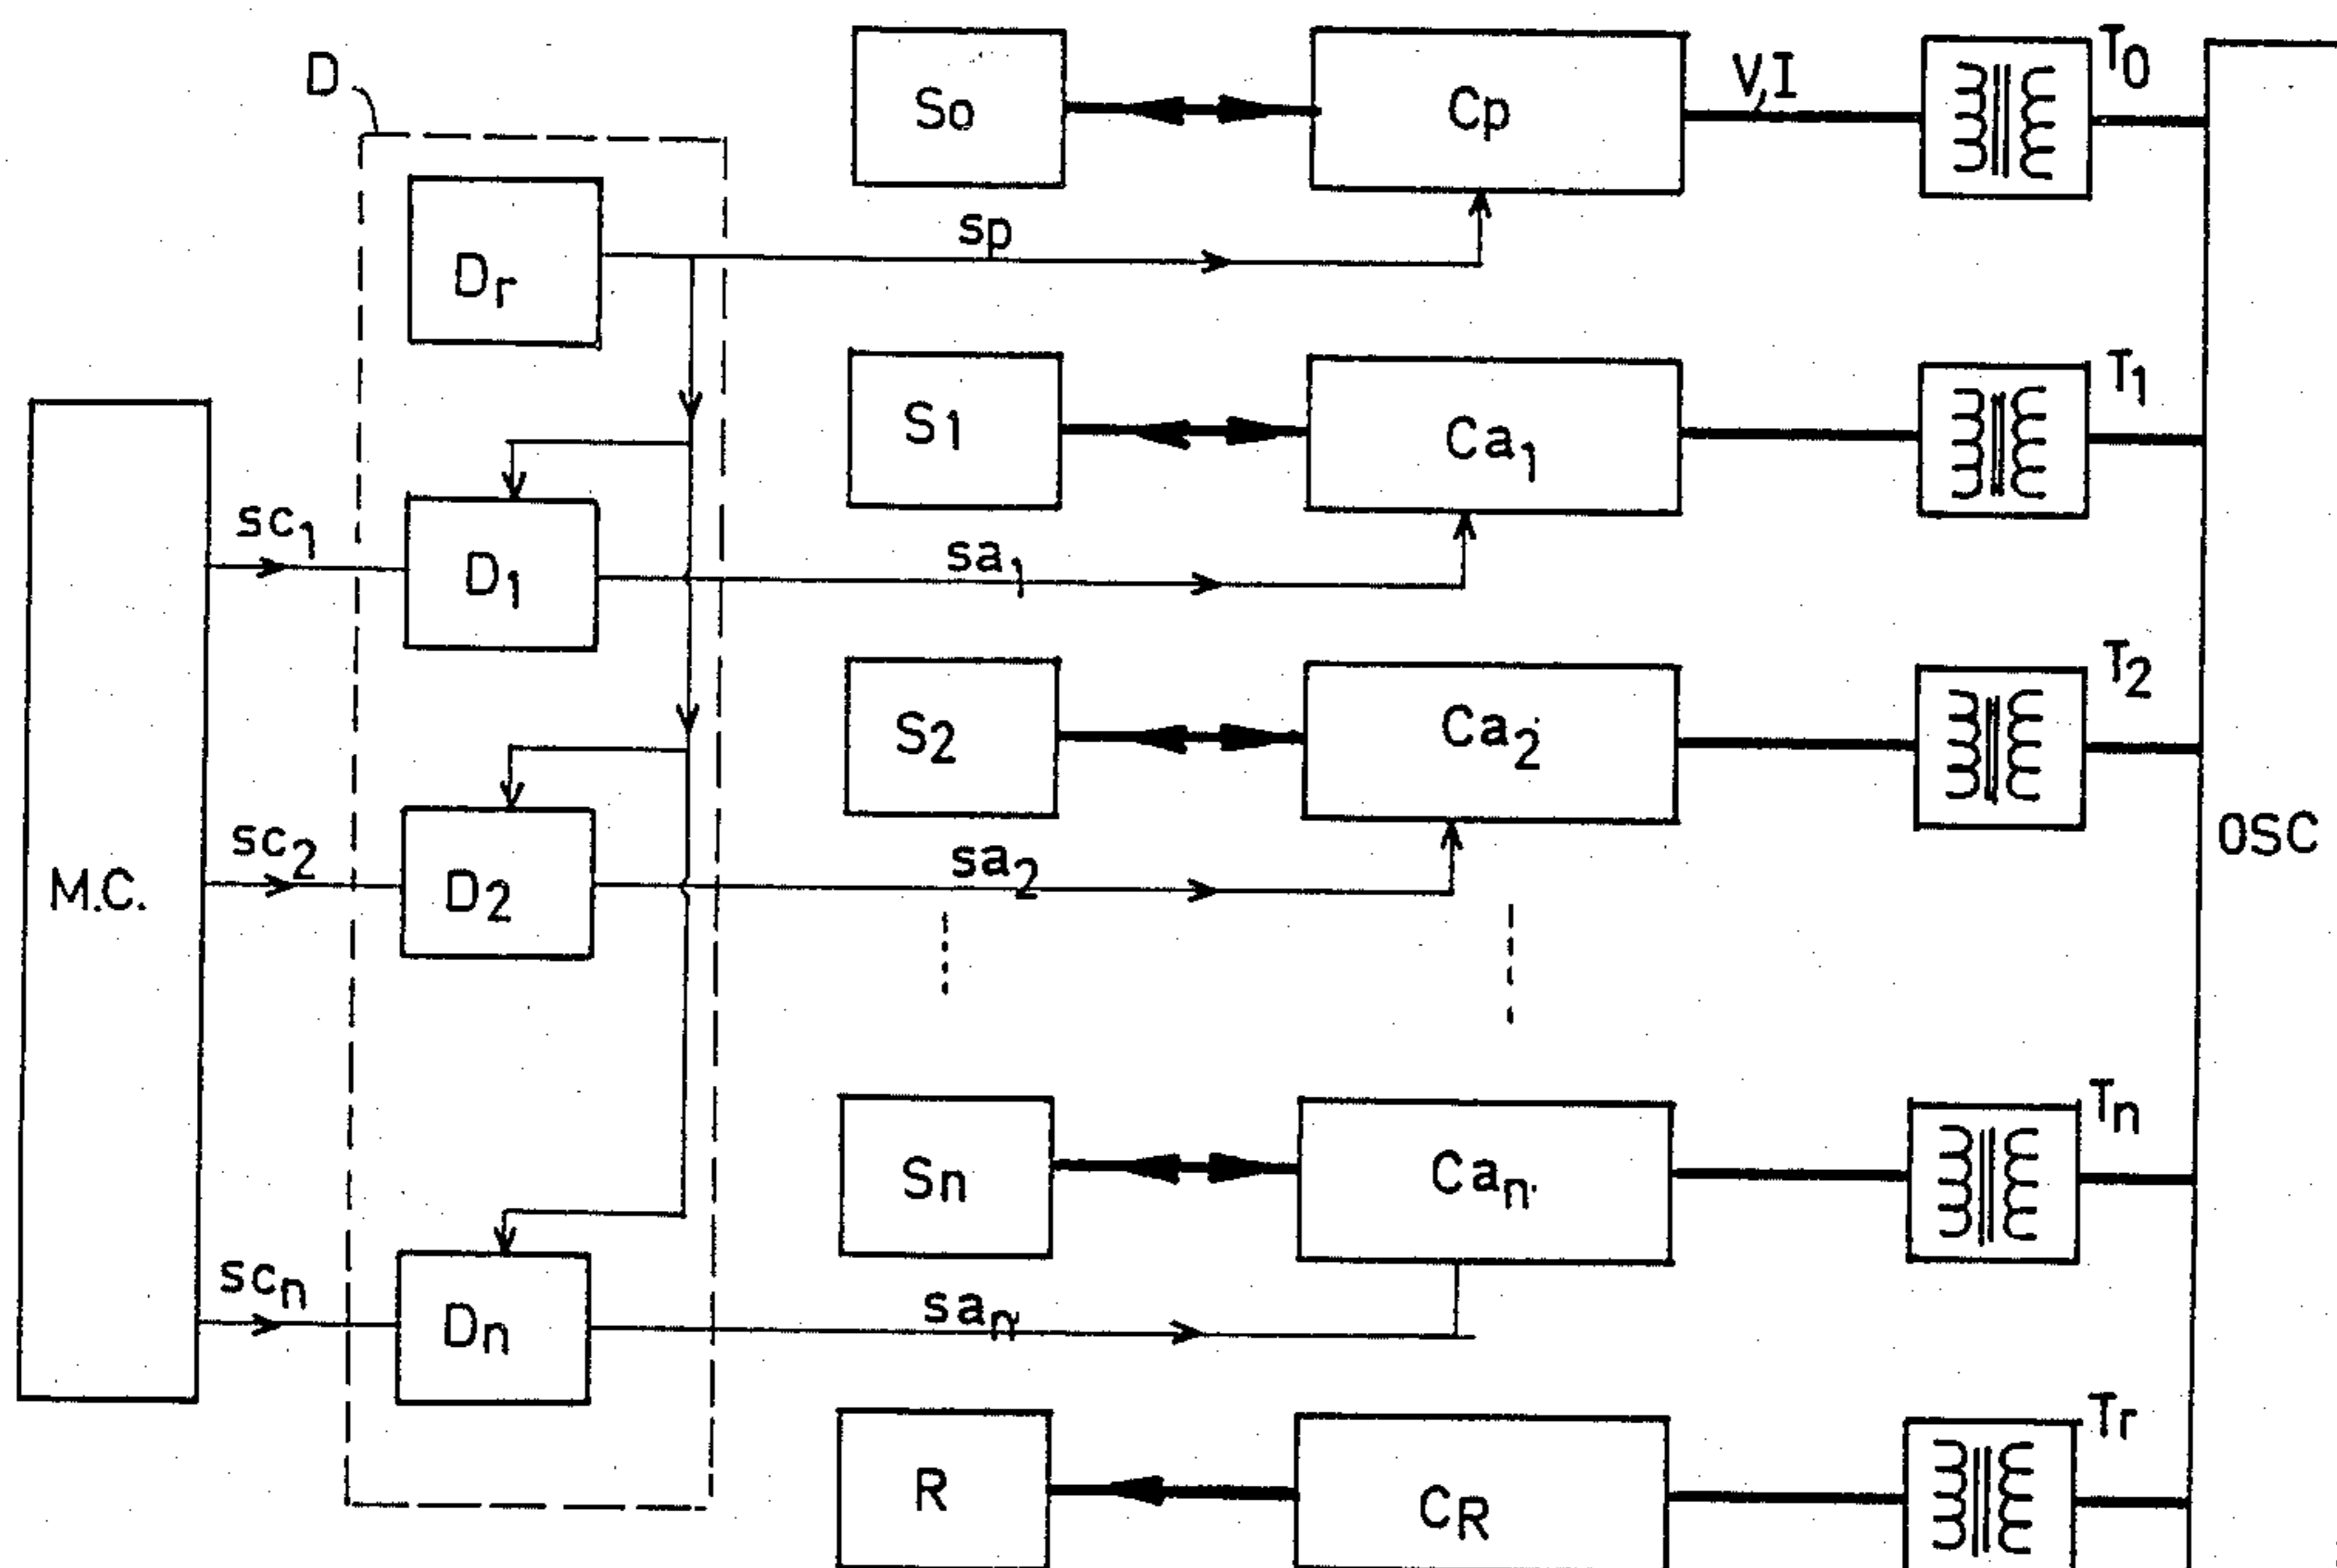 D
So
Cp
V,I
T0
Dr
sp
S1
Ca1
T1
sc1
D1
sa1
S2
Ca2
T2
M.C.
sc2
D2
sa2
OSC
Sn
Can
Tn
scn
Dn
san
R
CR
Tr